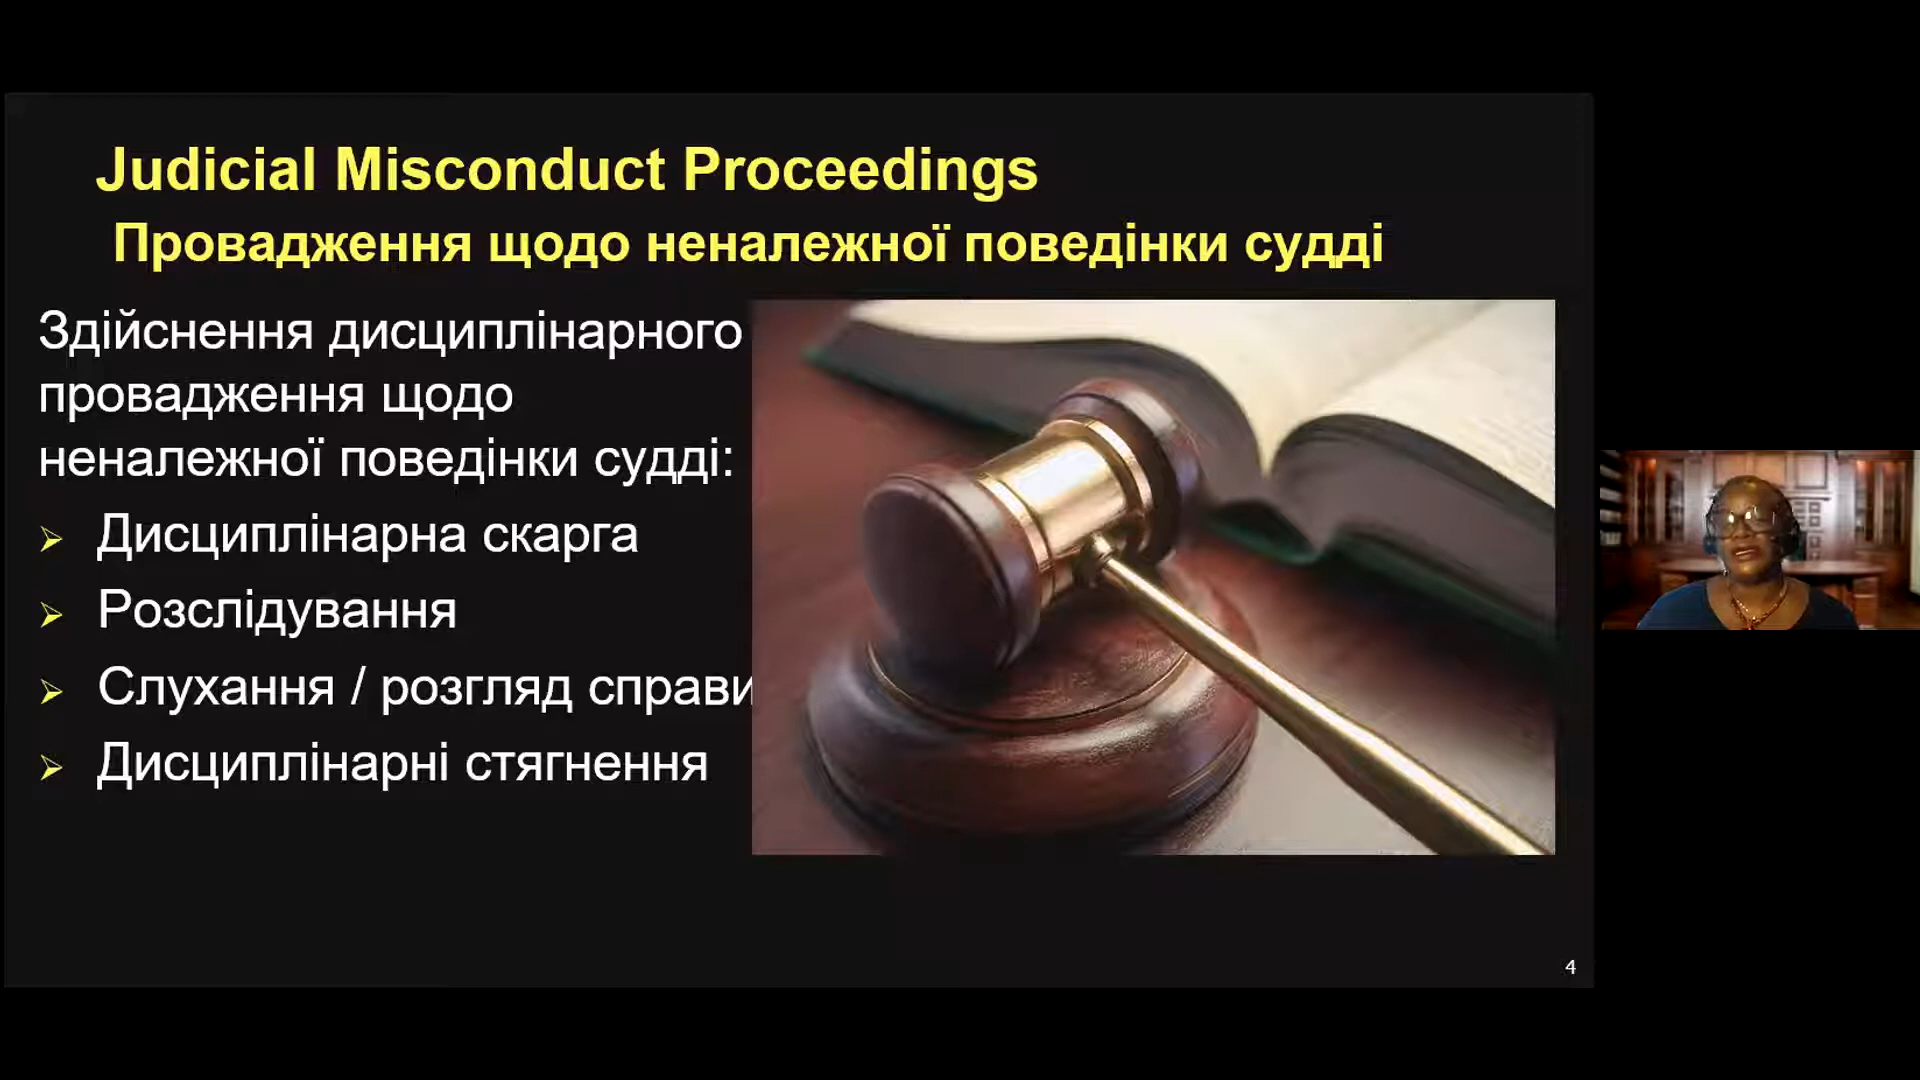 Judicial Misconduct Proceedings
Провадження щодо неналежної поведінки судді
Здійснення дисциплінарного
провадження щодо
неналежної поведінки судді:
Дисциплінарна скарга
Розслідування
Слухання / розгляд справи
Дисциплінарні стягнення
4